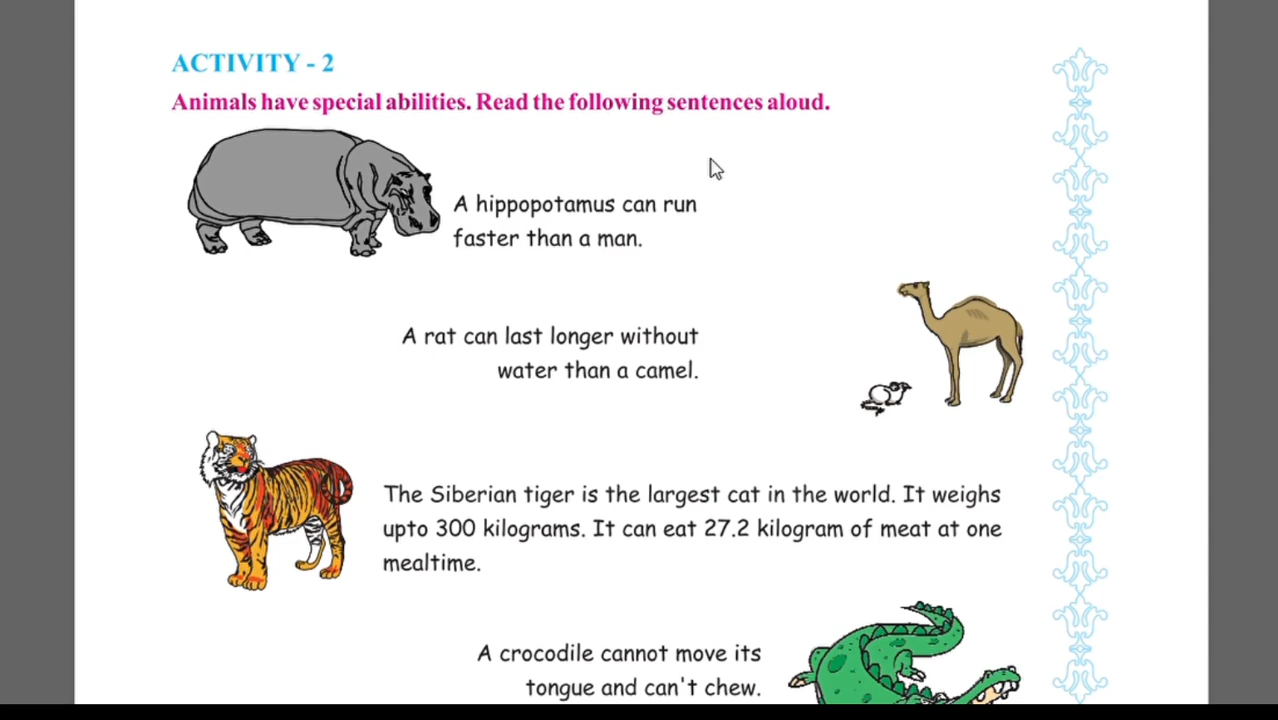 ACTIVITY - 2
Animals have special abilities. Read the following sentences aloud.
A hippopotamus can run
faster than a man.
A rat can last longer without
water than a camel.
The Siberian tiger is the largest cat in the world. It weighs
upto 300 kilograms. It can eat 27.2 kilogram of meat at one
mealtime.
A crocodile cannot move its
tongue and can't chew.